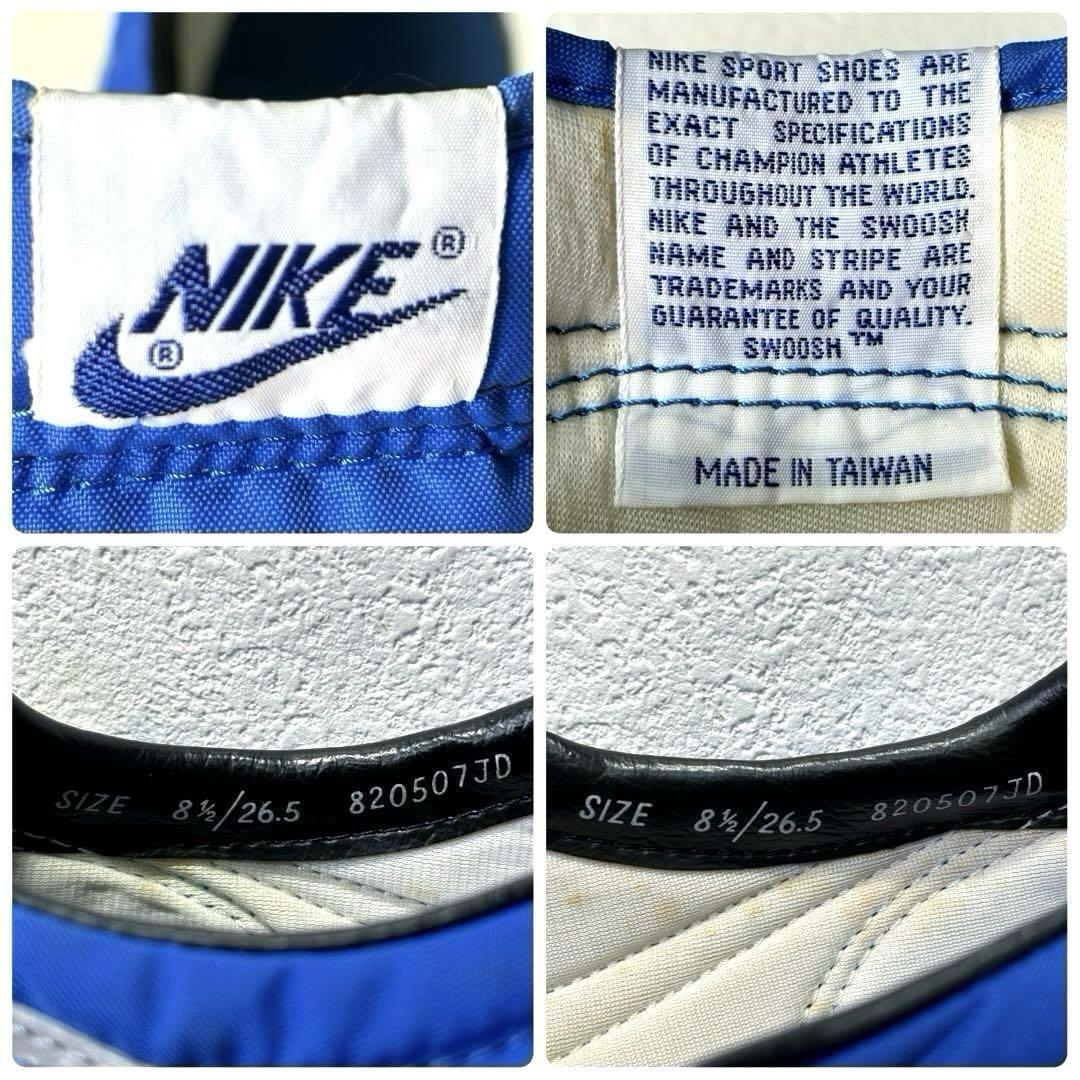 NIKE®
®
NIKE SPORT SHOES ARE
MANUFACTURED TO THE
EXACT SPECIFICATIONS
OF CHAMPION ATHLETES
THROUGHOUT THE WORLD.
NIKE AND THE SWOOSH
NAME AND STRIPE ARE
TRADEMARKS AND YOUR
GUARANTEE OF QUALITY.
SWOOSH™
MADE IN TAIWAN
SIZE 8½/26.5 820507JD
SIZE 8½/26.5 820507JD